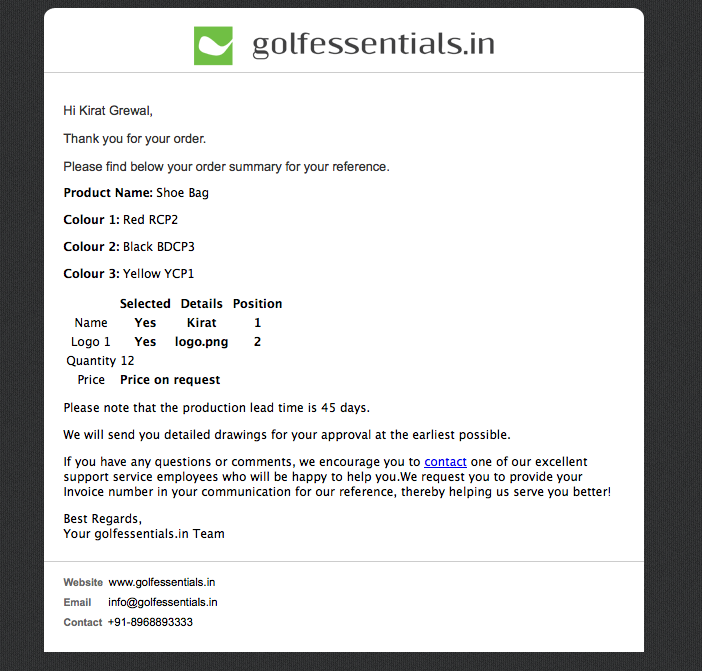 golfessentials.in
Hi Kirat Grewal,
Thank you for your order.
Please find below your order summary for your reference.
Product Name: Shoe Bag
Colour 1: Red RCP2
Colour 2: Black BDCP3
Colour 3: Yellow YCP1
Selected Details Position
Name Yes Kirat 1
Logo 1 Yes logo.png 2
Quantity 12
Price Price on request
Please note that the production lead time is 45 days.
We will send you detailed drawings for your approval at the earliest possible.
If you have any questions or comments, we encourage you to contact one of our excellent
support service employees who will be happy to help you.We request you to provide your
Invoice number in your communication for our reference, thereby helping us serve you better!
Best Regards,
Your golfessentials.in Team
Website www.golfessentials.in
Email info@golfessentials.in
Contact +91-8968893333